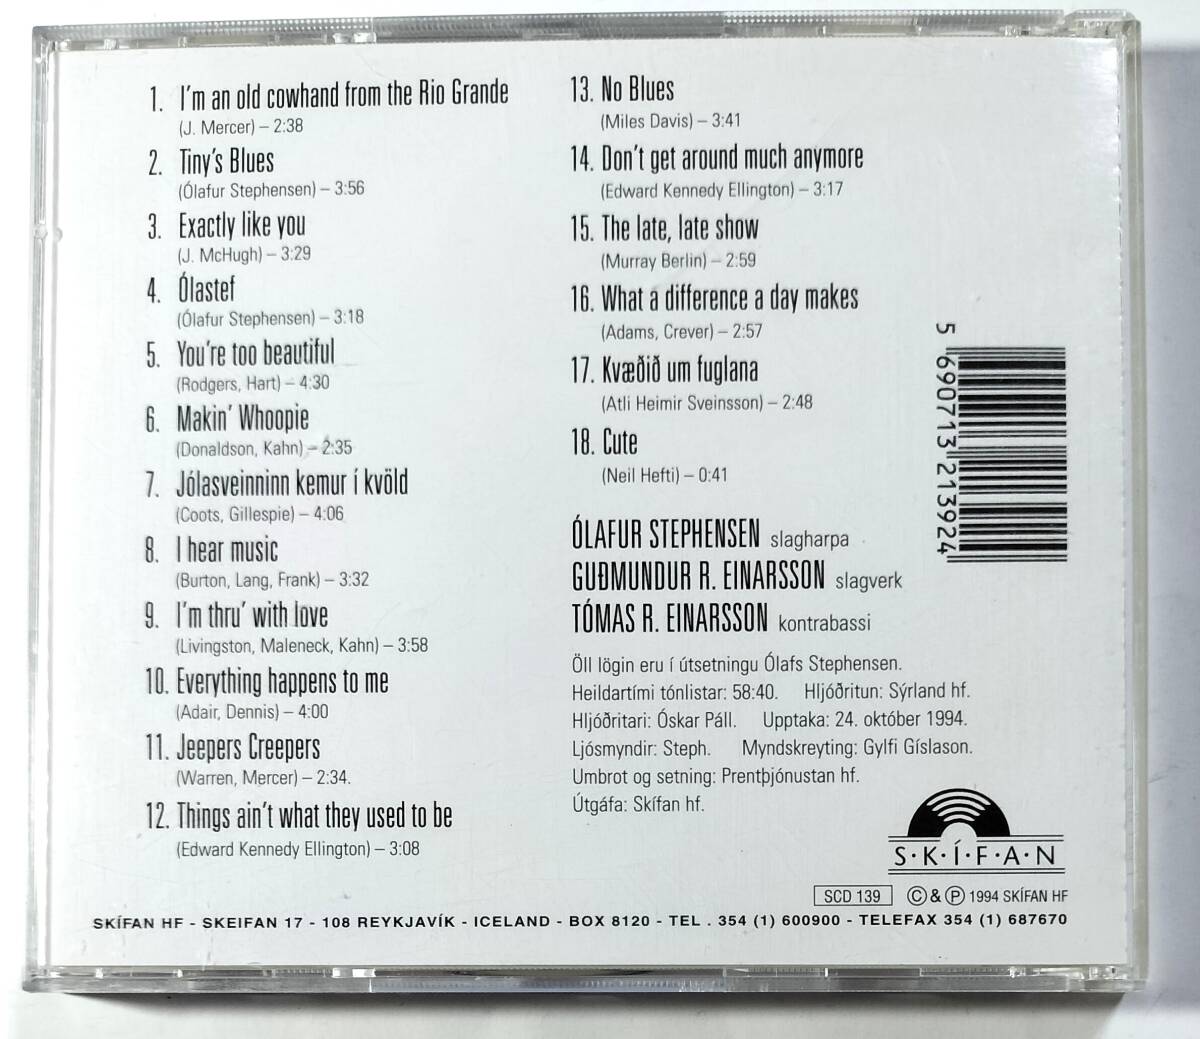 1. I'm an old cowhand from the Rio Grande
(J. Mercer) – 2:38
2. Tiny's Blues
(Ólafur Stephensen) – 3:56
3. Exactly like you
(J. McHugh) – 3:29
4. Ólastef
(Ólafur Stephensen) – 3:18
5. You're too beautiful
(Rodgers, Hart) – 4:30
6. Makin' Whoopie
(Donaldson, Kahn) – 2:35
7. Jólasveinninn kemur í kvöld
(Coots, Gillespie) – 4:06
8. I hear music
(Burton, Lang, Frank) – 3:32
9. I'm thru' with love
(Livingston, Maleneck, Kahn) – 3:58
10. Everything happens to me
(Adair, Dennis) – 4:00
11. Jeepers Creepers
(Warren, Mercer) – 2:34.
12. Things ain't what they used to be
(Edward Kennedy Ellington) – 3:08
13. No Blues
(Miles Davis) – 3:41
14. Don't get around much anymore
(Edward Kennedy Ellington) – 3:17
15. The late, late show
(Murray Berlin) – 2:59
16. What a difference a day makes
(Adams, Crever) – 2:57
17. Kvæðið um fuglana
(Atli Heimir Sveinsson) – 2:48
18. Cute
(Neil Hefti) – 0:41
ÓLAFUR STEPHENSEN slagharpa
GUÐMUNDUR R. EINARSSON slagverk
TÓMAS R. EINARSSON kontrabassi
Öll lögin eru í útsetningu Ólafs Stephensen.
Heildartími tónlistar: 58:40. Hljóðritun: Sýrland hf.
Hljóðritari: Óskar Páll. Upptaka: 24. október 1994.
Ljósmyndir: Steph. Myndskreyting: Gylfi Gíslason.
Umbrot og setning: Prentþjónustan hf.
Útgáfa: Skífan hf.
5 690713 213924
S·K·Í·F·A·N
SCD 139 © & ℗ 1994 SKÍFAN HF
SKÍFAN HF - SKEIFAN 17 - 108 REYKJAVÍK - ICELAND - BOX 8120 - TEL . 354 (1) 600900 - TELEFAX 354 (1) 687670